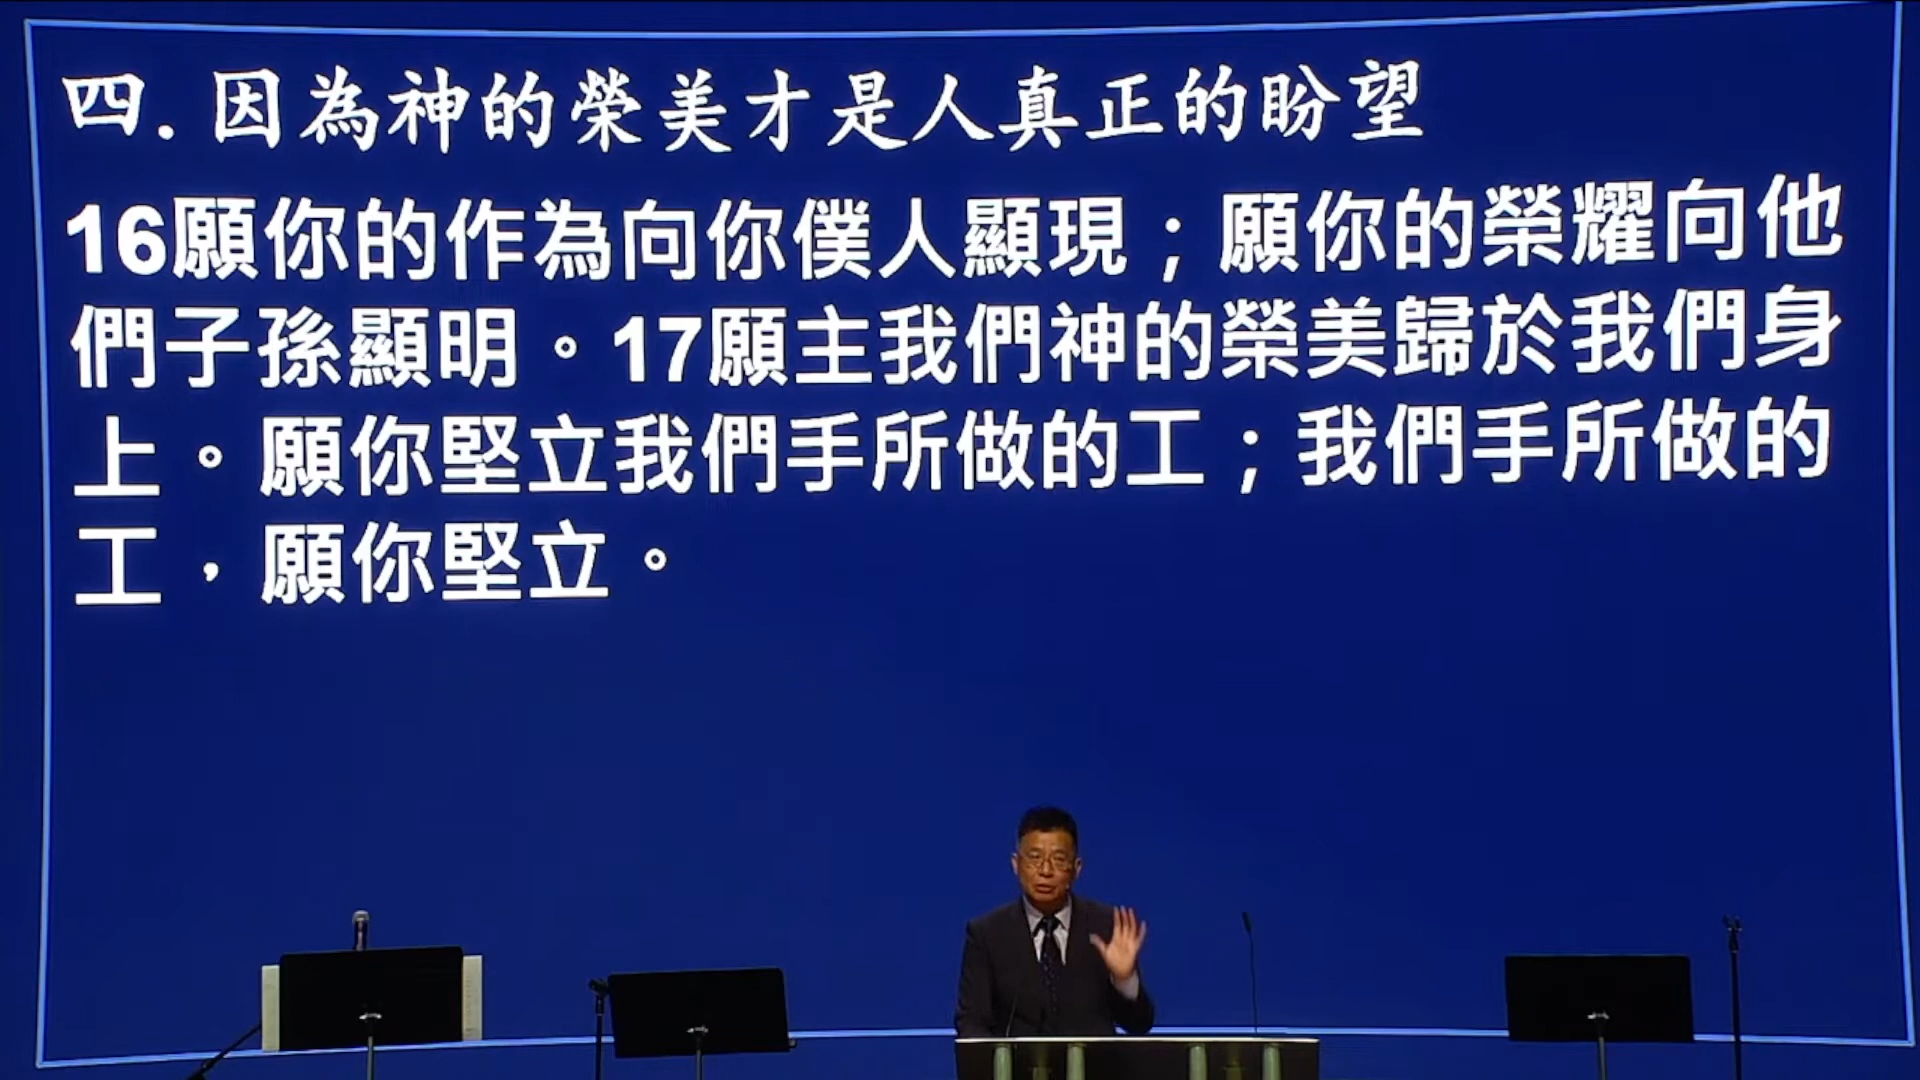 四.因為神的榮美才是人真正的盼望
16願你的作為向你僕人顯現；願你的榮耀向他
們子孫顯明。17願主我們神的榮美歸於我們身
上。願你堅立我們手所做的工；我們手所做的
工，願你堅立。